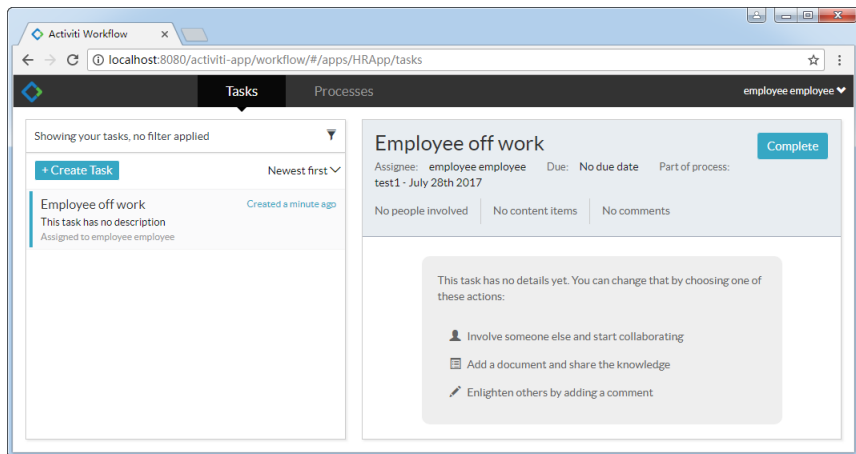 Activiti Workflow
localhost:8080/activiti-app/workflow/#/apps/HRApp/tasks
Tasks
Processes
employee employee
Showing your tasks, no filter applied
+ Create Task
Newest first
Employee off work
Created a minute ago
This task has no description
Assigned to employee employee
Employee off work
Complete
Assignee: employee employee Due: No due date Part of process:
test1 - July 28th 2017
No people involved
No content items
No comments
This task has no details yet. You can change that by choosing one of
these actions:
Involve someone else and start collaborating
Add a document and share the knowledge
Enlighten others by adding a comment